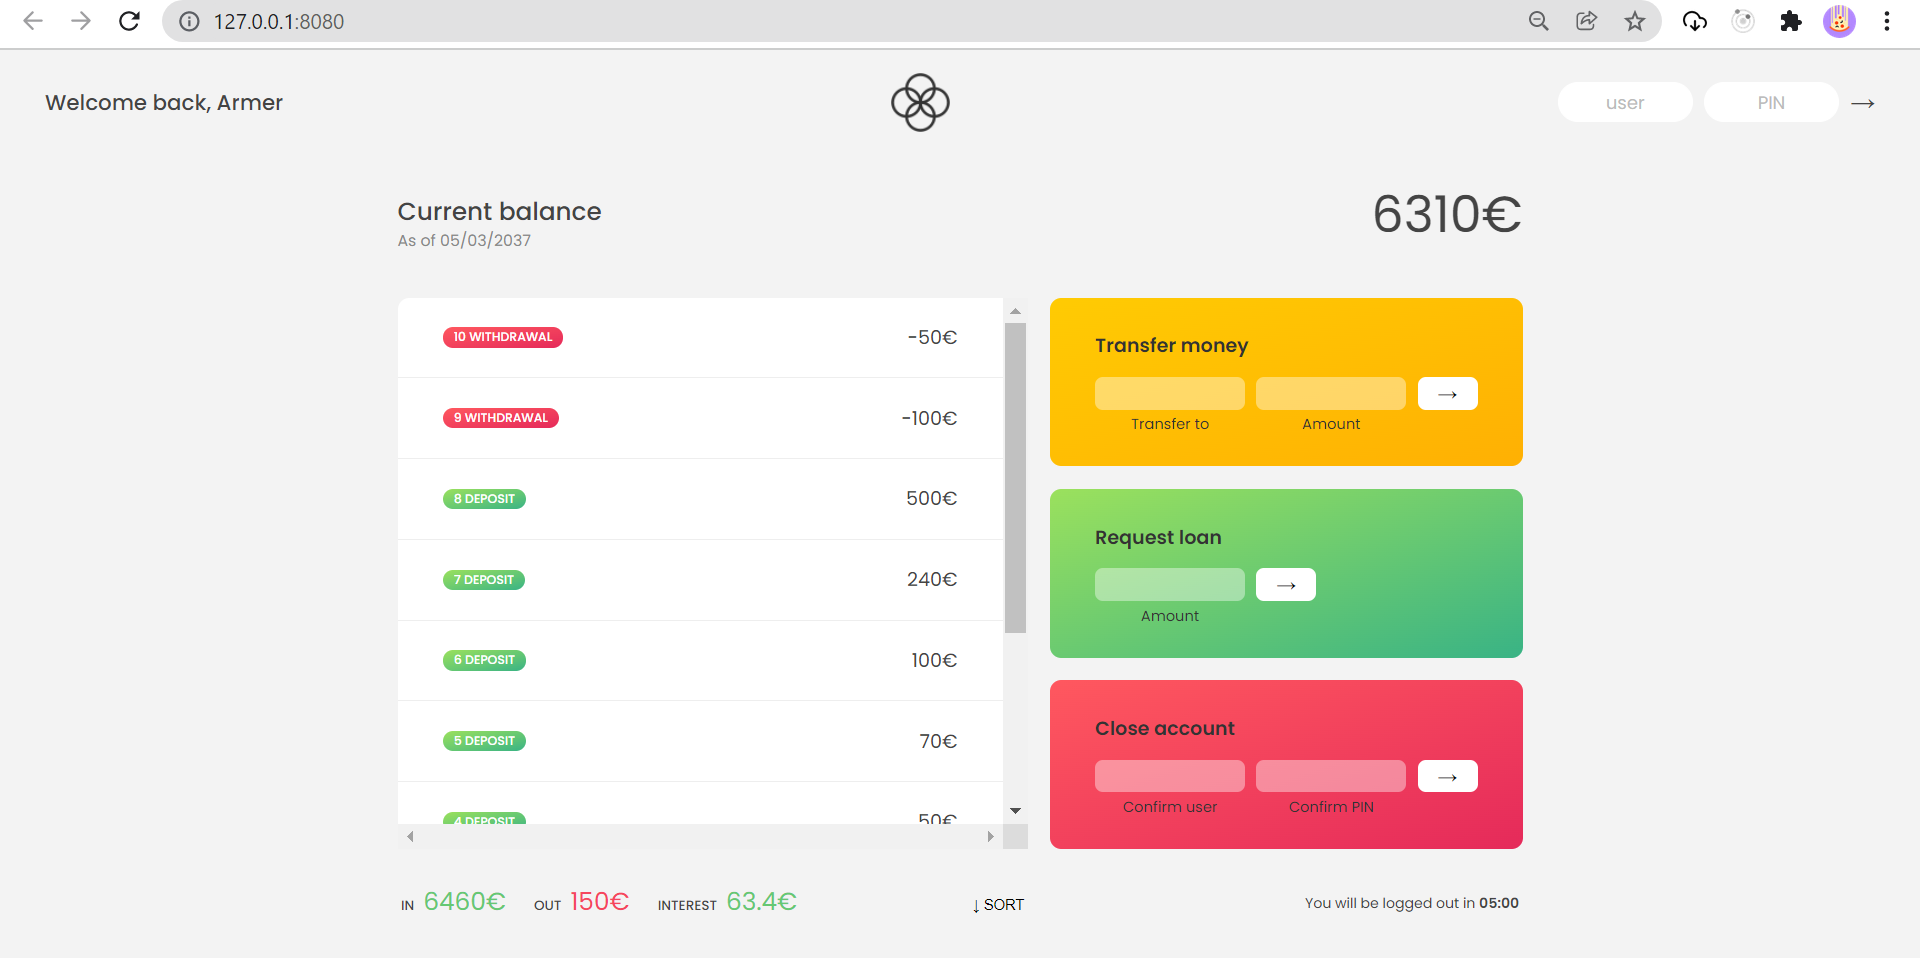 127.0.0.1:8080
Welcome back, Armer
user
PIN
→
Current balance
As of 05/03/2037
6310€
10 WITHDRAWAL -50€
9 WITHDRAWAL -100€
8 DEPOSIT 500€
7 DEPOSIT 240€
6 DEPOSIT 100€
5 DEPOSIT 70€
4 DEPOSIT 50€
Transfer money
→
Transfer to Amount
Request loan
→
Amount
Close account
→
Confirm user Confirm PIN
IN 6460€ OUT 150€ INTEREST 63.4€
↓ SORT
You will be logged out in 05:00